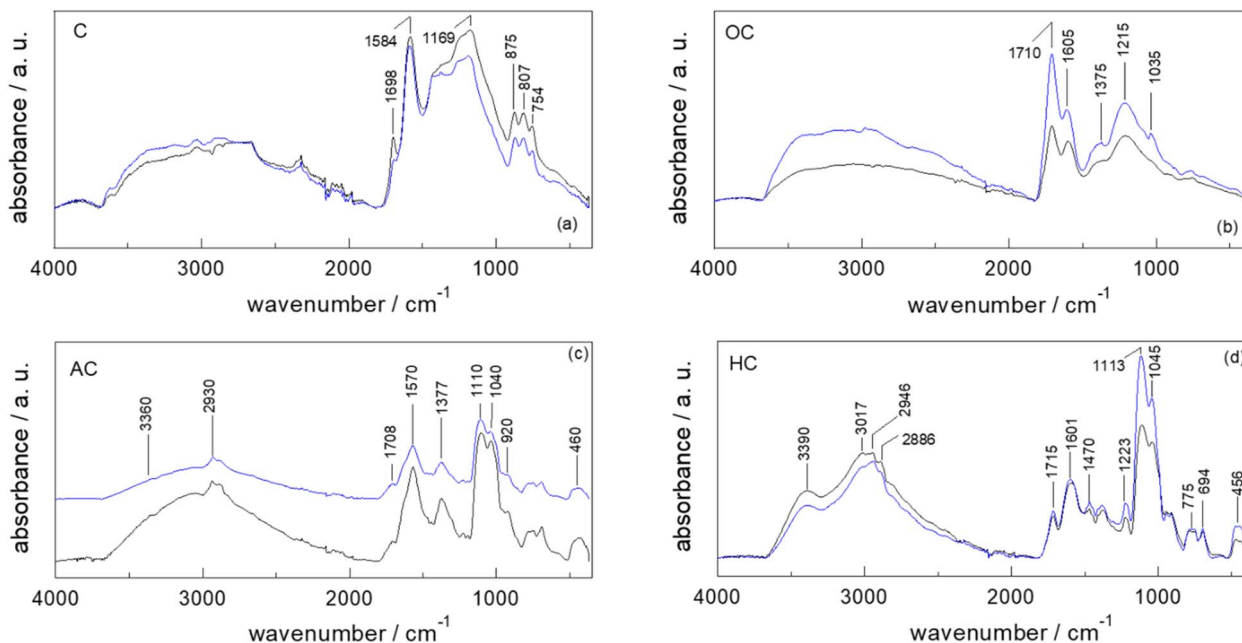 C
absorbance / a. u.
1698
1584
1169
875
807
754
(a)
4000 3000 2000 1000
wavenumber / cm⁻¹
OC
absorbance / a. u.
1710
1605
1375
1215
1035
(b)
4000 3000 2000 1000
wavenumber / cm⁻¹
AC
absorbance / a. u.
3360
2930
1708
1570
1377
1110
1040
920
460
(c)
4000 3000 2000 1000
wavenumber / cm⁻¹
HC
absorbance / a. u.
3390
3017
2946
2886
1715
1601
1470
1223
1113
1045
775
694
456
(d)
4000 3000 2000 1000
wavenumber / cm⁻¹